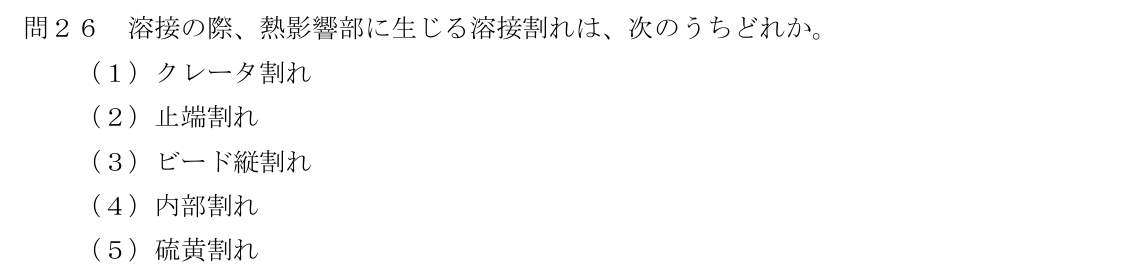 問２６　溶接の際、熱影響部に生じる溶接割れは、次のうちどれか。
（１）クレータ割れ
（２）止端割れ
（３）ビード縦割れ
（４）内部割れ
（５）硫黄割れ